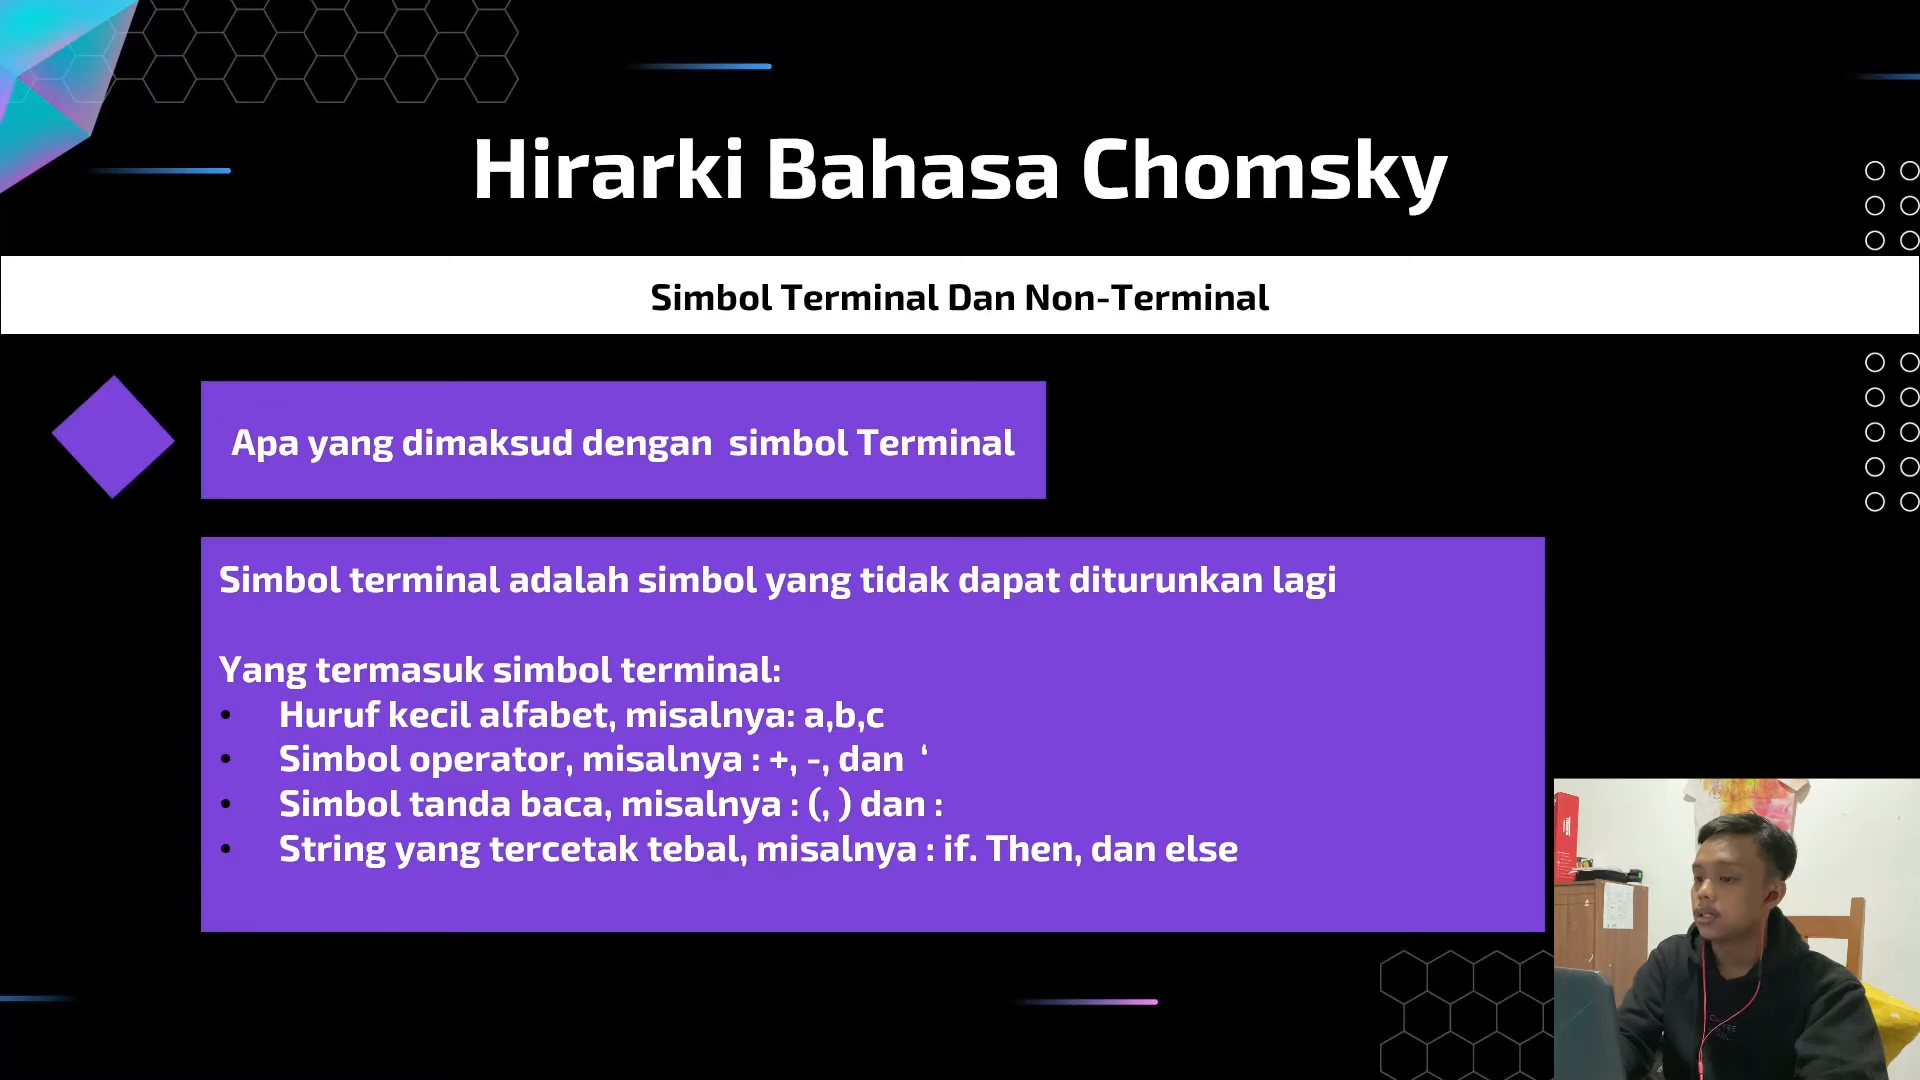 Hirarki Bahasa Chomsky
Simbol Terminal Dan Non-Terminal
Apa yang dimaksud dengan  simbol Terminal
Simbol terminal adalah simbol yang tidak dapat diturunkan lagi
Yang termasuk simbol terminal:
• Huruf kecil alfabet, misalnya: a,b,c
• Simbol operator, misalnya : +, -, dan  ‘
• Simbol tanda baca, misalnya : (, ) dan :
• String yang tercetak tebal, misalnya : if. Then, dan else